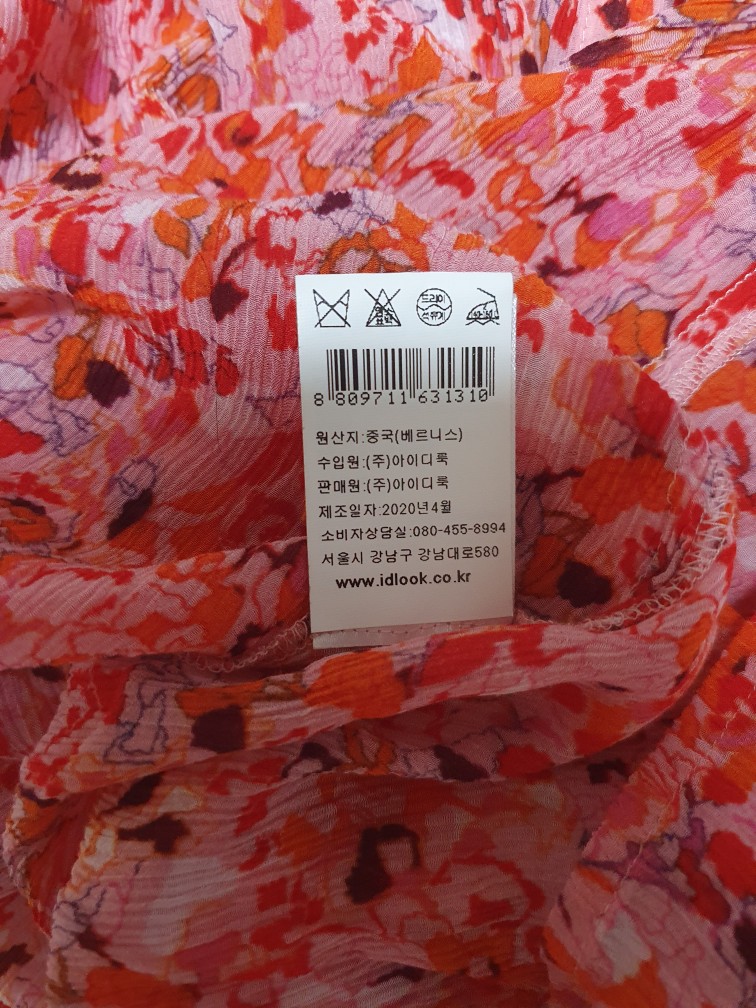 드라이
석유계
8 809711 631310
원산지:중국(베르니스)
수입원:(주)아이디룩
판매원:(주)아이디룩
제조일자:2020년4월
소비자상담실:080-455-8994
서울시 강남구 강남대로580
www.idlook.co.kr